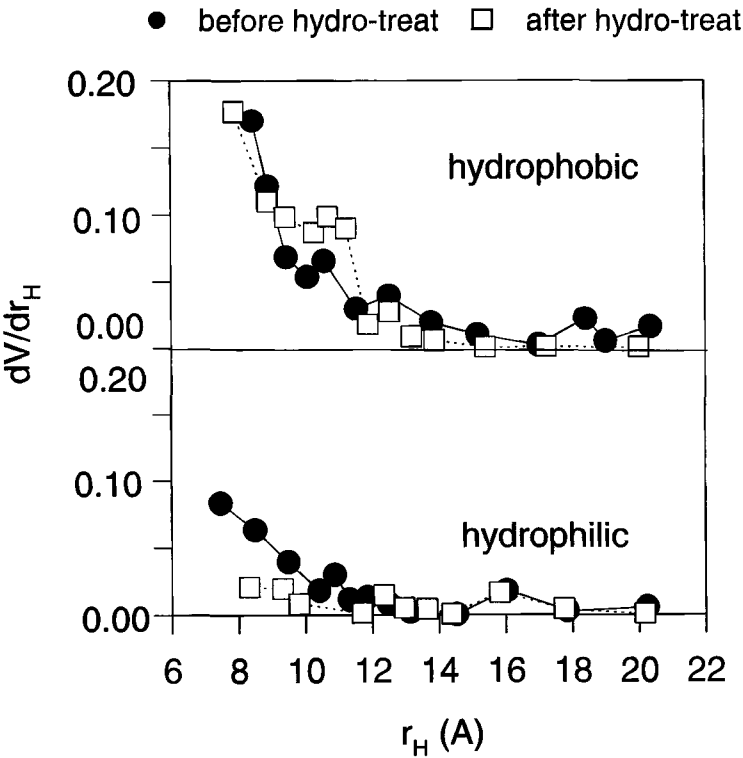 ● before hydro-treat □ after hydro-treat
0.20
hydrophobic
0.10
0.00
0.20
0.10
hydrophilic
0.00
dV/dr_H
6 8 10 12 14 16 18 20 22
r_H (A)